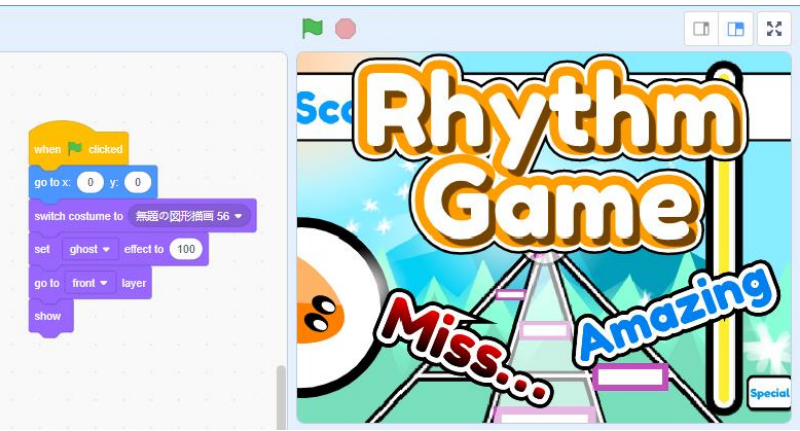 when clicked
go to x: 0 y: 0
switch costume to 無題の図形描画 56
set ghost effect to 100
go to front layer
show
Rhythm
Game
Miss...
Amazing
Special